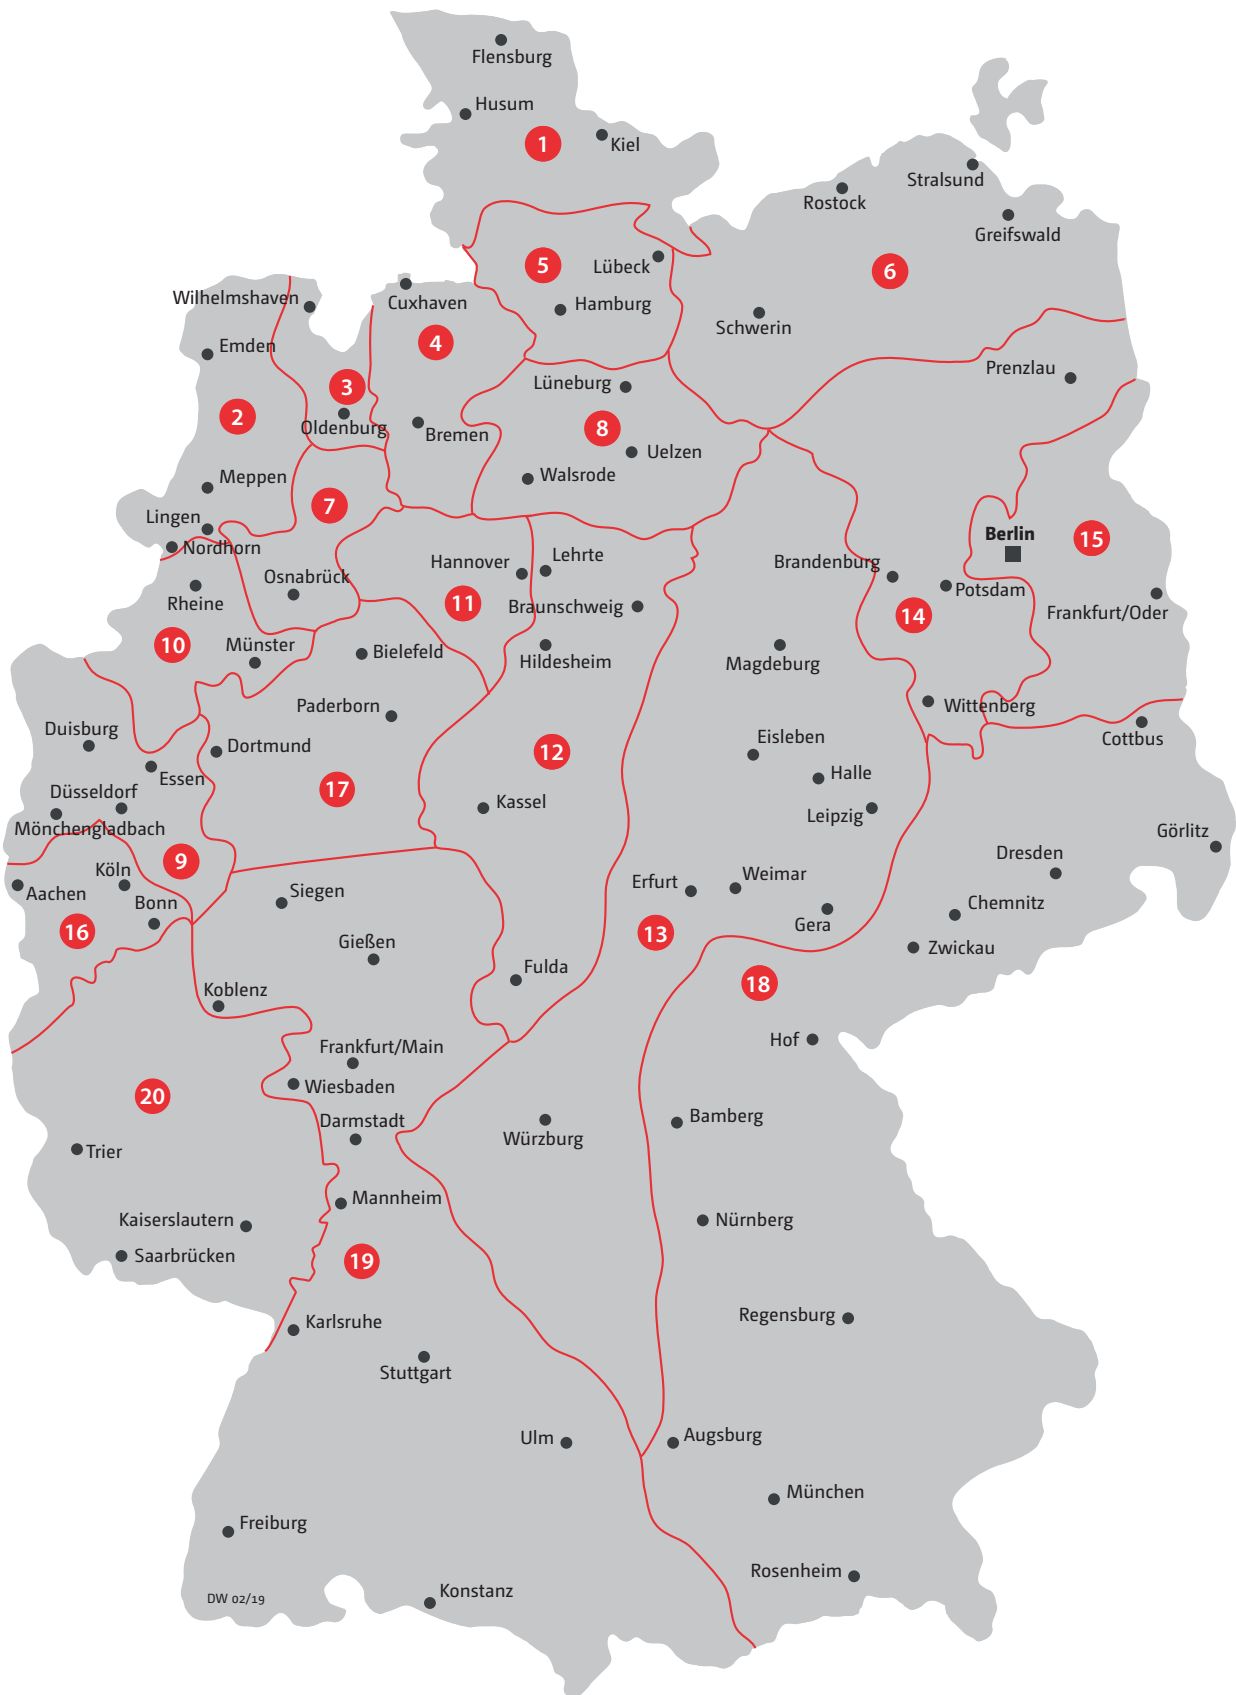 Flensburg
Husum
1
Kiel
Stralsund
Rostock
Greifswald
5
Lübeck
6
Wilhelmshaven
Cuxhaven
Hamburg
Schwerin
4
Emden
Prenzlau
3
Lüneburg
2
Oldenburg
Bremen
8
Uelzen
Meppen
Walsrode
7
Lingen
Berlin
15
Nordhorn
Hannover
Lehrte
Brandenburg
Osnabrück
Potsdam
Rheine
11
Braunschweig
14
Frankfurt/Oder
10
Münster
Bielefeld
Hildesheim
Magdeburg
Paderborn
Wittenberg
Duisburg
Dortmund
12
Eisleben
Cottbus
Essen
Halle
Düsseldorf
17
Kassel
Leipzig
Mönchengladbach
Görlitz
9
Dresden
Köln
Weimar
Aachen
Siegen
Erfurt
Bonn
Chemnitz
16
13
Gera
Gießen
Zwickau
Fulda
Koblenz
18
Frankfurt/Main
Hof
Wiesbaden
20
Darmstadt
Bamberg
Würzburg
Trier
Mannheim
Kaiserslautern
Nürnberg
Saarbrücken
19
Karlsruhe
Regensburg
Stuttgart
Ulm
Augsburg
München
Freiburg
Rosenheim
Konstanz
DW 02/19